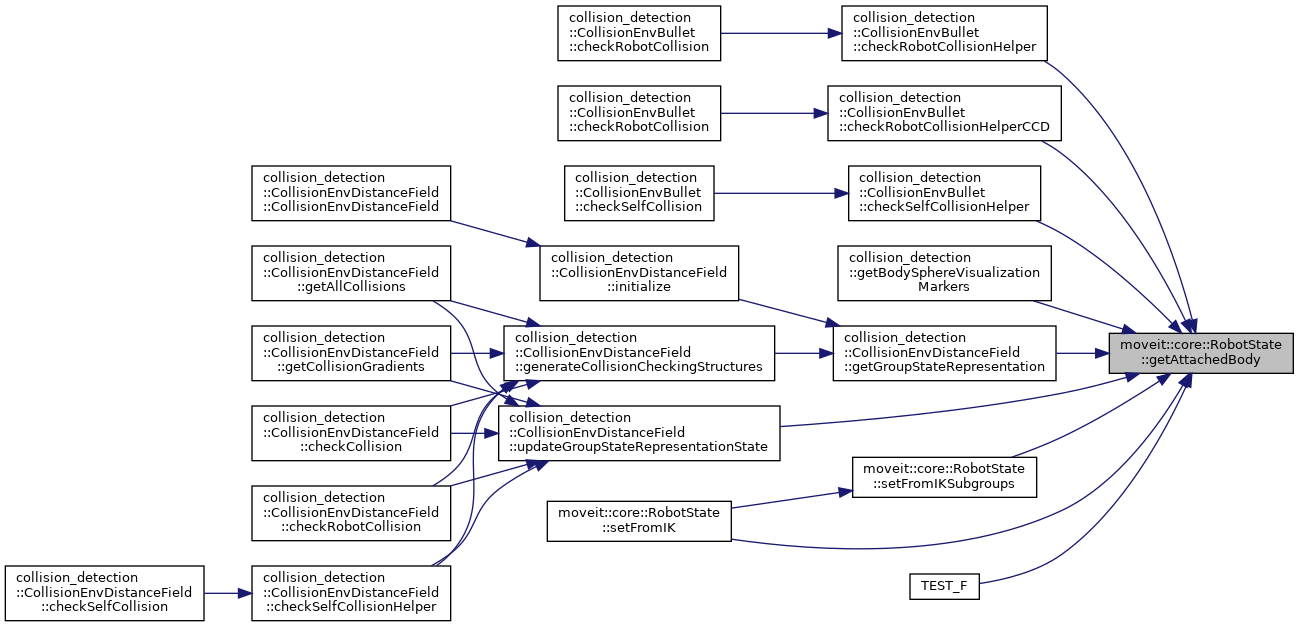 collision_detection
::CollisionEnvBullet
::checkRobotCollision
collision_detection
::CollisionEnvBullet
::checkRobotCollisionHelper
collision_detection
::CollisionEnvBullet
::checkRobotCollision
collision_detection
::CollisionEnvBullet
::checkRobotCollisionHelperCCD
collision_detection
::CollisionEnvDistanceField
::CollisionEnvDistanceField
collision_detection
::CollisionEnvBullet
::checkSelfCollision
collision_detection
::CollisionEnvBullet
::checkSelfCollisionHelper
collision_detection
::CollisionEnvDistanceField
::getAllCollisions
collision_detection
::CollisionEnvDistanceField
::initialize
collision_detection
::getBodySphereVisualization
Markers
collision_detection
::CollisionEnvDistanceField
::getCollisionGradients
collision_detection
::CollisionEnvDistanceField
::generateCollisionCheckingStructures
collision_detection
::CollisionEnvDistanceField
::getGroupStateRepresentation
moveit::core::RobotState
::getAttachedBody
collision_detection
::CollisionEnvDistanceField
::checkCollision
collision_detection
::CollisionEnvDistanceField
::updateGroupStateRepresentationState
moveit::core::RobotState
::setFromIKSubgroups
collision_detection
::CollisionEnvDistanceField
::checkRobotCollision
moveit::core::RobotState
::setFromIK
collision_detection
::CollisionEnvDistanceField
::checkSelfCollision
collision_detection
::CollisionEnvDistanceField
::checkSelfCollisionHelper
TEST_F